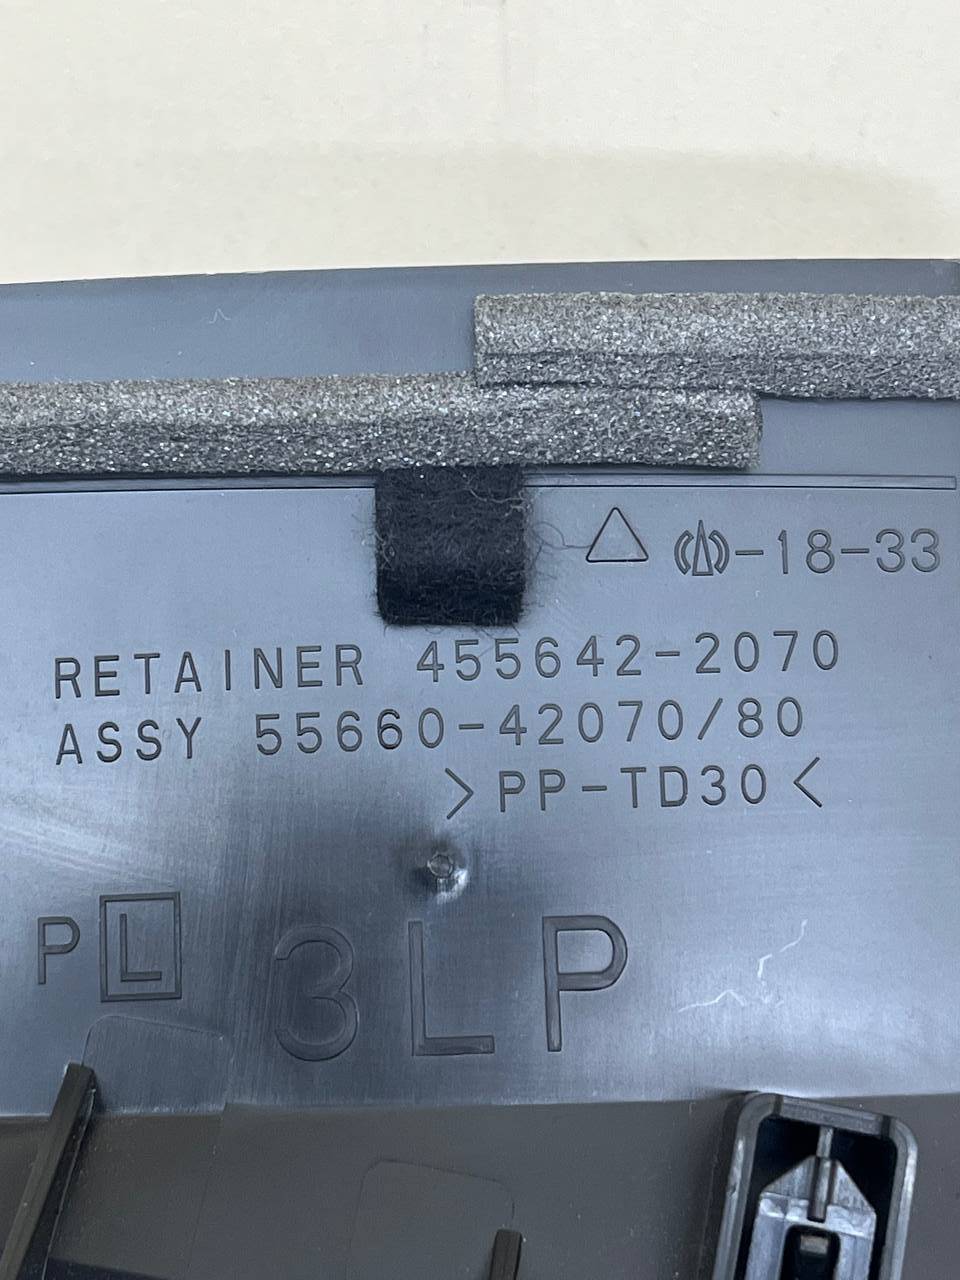 -18-33
RETAINER 455642-2070
ASSY 55660-42070/80
>PP-TD30<
P L 3LP